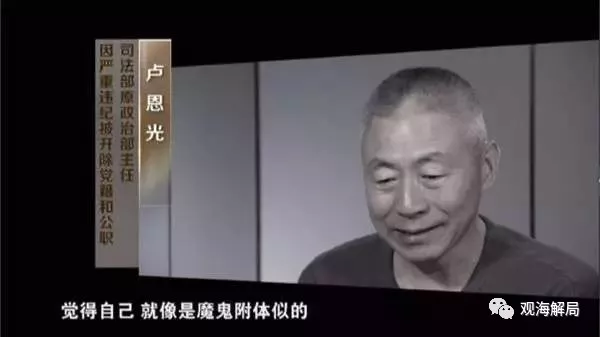 卢恩光
司法部原政治部主任
因严重违纪被开除党籍和公职
觉得自己 就像是魔鬼附体似的
观海解局